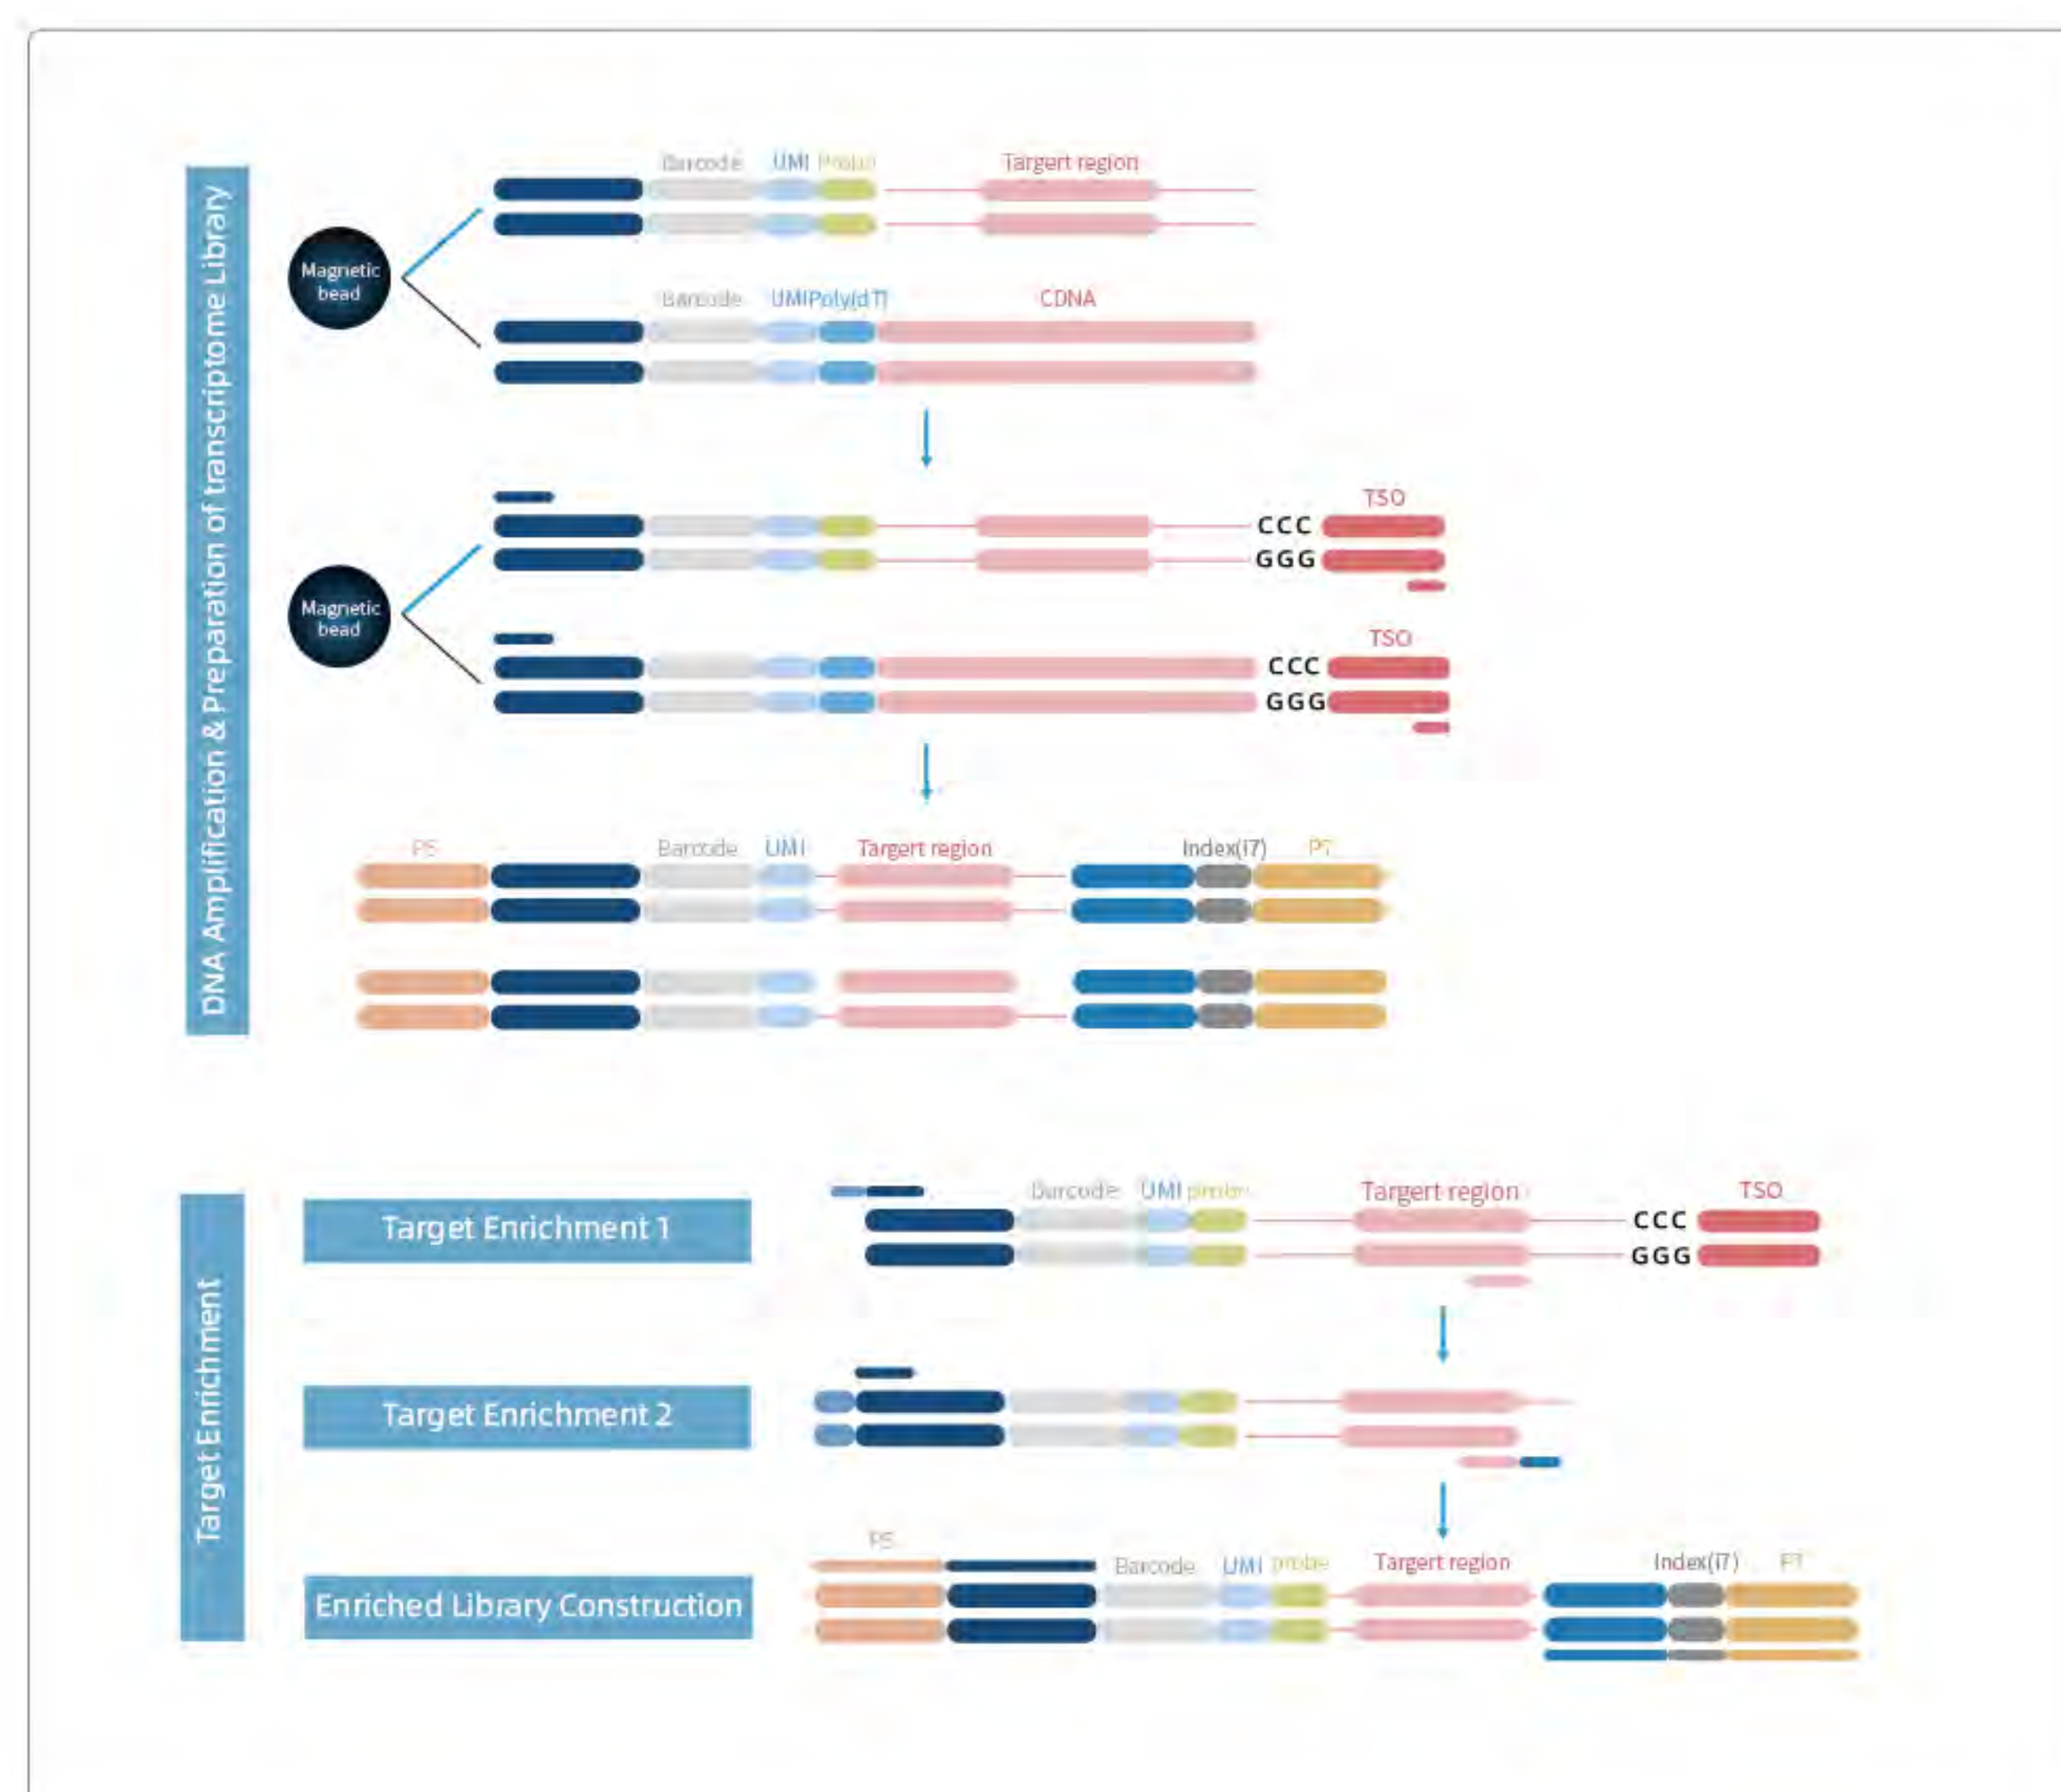 DNA Amplification & Preparation of transcriptome Library
Barcode UMI Probe Targert region
Magnetic
bead
Barcode UMI Poly(dT) CDNA
TSO
CCC
GGG
Magnetic
bead
TSO
CCC
GGG
P5 Barcode UMI Targert region Index(i7) P7
Target Enrichment
Target Enrichment 1
Barcode UMI probe Targert region TSO
CCC
GGG
Target Enrichment 2
Enriched Library Construction
P5 Barcode UMI probe Targert region Index(i7) P7